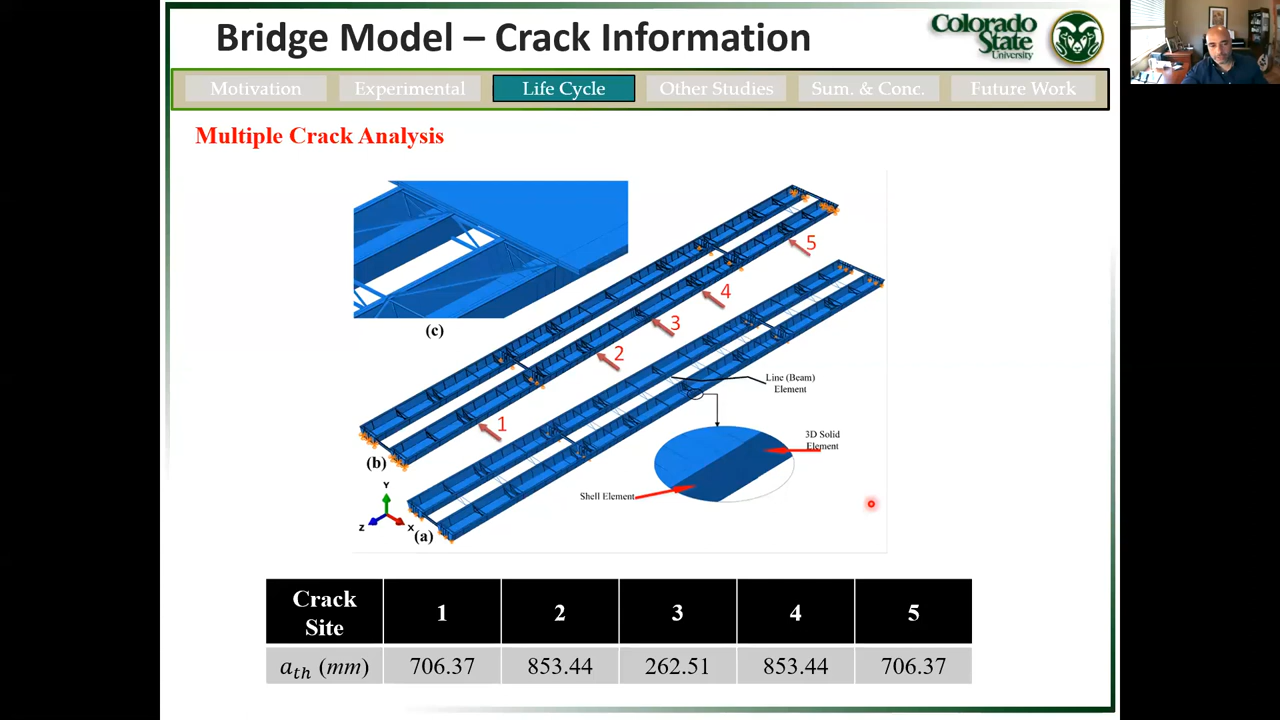 Bridge Model – Crack Information
Colorado
State
University
Motivation
Experimental
Life Cycle
Other Studies
Sum. & Conc.
Future Work
Multiple Crack Analysis
5
4
3
2
1
(c)
(b)
(a)
Line (Beam)
Element
3D Solid
Element
Shell Element
Y
Z
X
Crack
Site
1
2
3
4
5
a_th (mm)
706.37
853.44
262.51
853.44
706.37